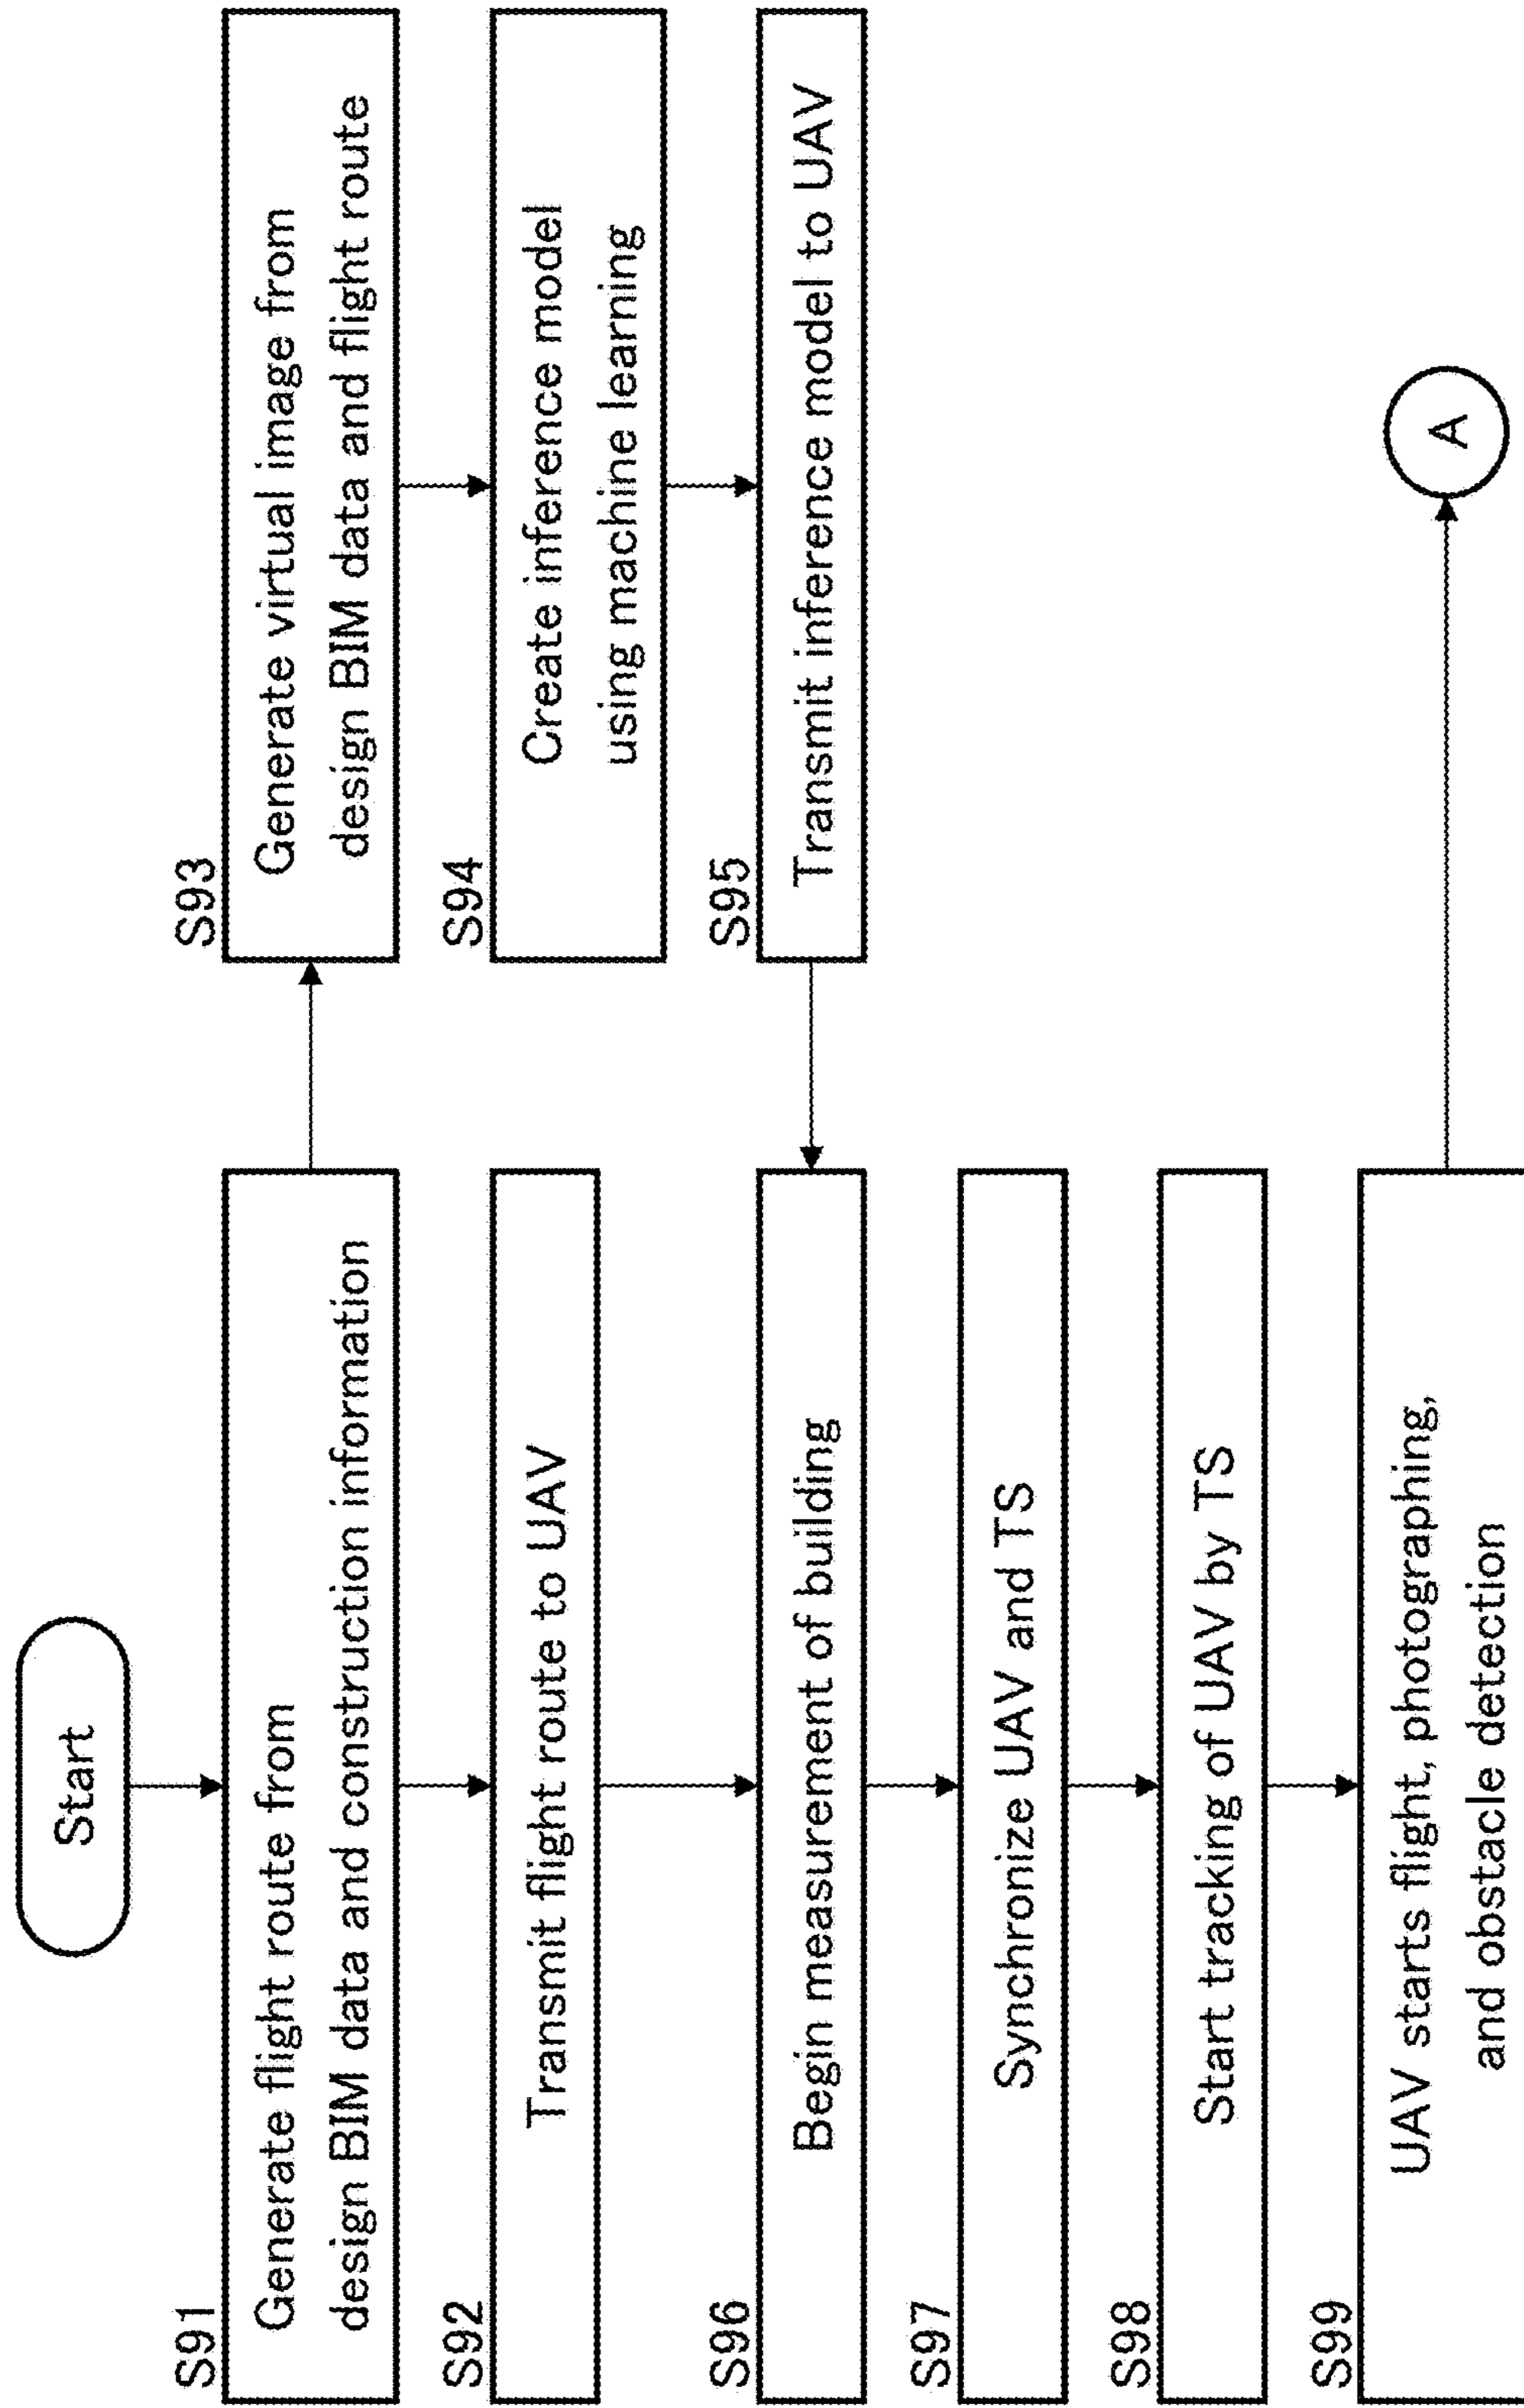 Start
S91
Generate flight route from
design BIM data and construction information
S92
Transmit flight route to UAV
S93
Generate virtual image from
design BIM data and flight route
S94
Create inference model
using machine learning
S95
Transmit inference model to UAV
S96
Begin measurement of building
S97
Synchronize UAV and TS
S98
Start tracking of UAV by TS
S99
UAV starts flight, photographing,
and obstacle detection
A